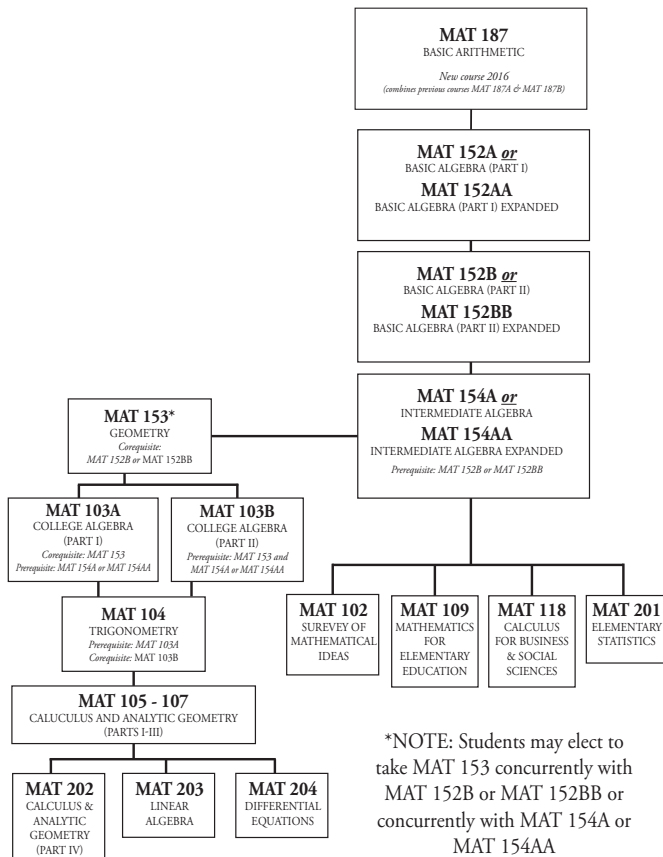 MAT 187
BASIC ARITHMETIC
New course 2016
(combines previous courses MAT 187A & MAT 187B)
MAT 152A or
BASIC ALGEBRA (PART I)
MAT 152AA
BASIC ALGEBRA (PART I) EXPANDED
MAT 152B or
BASIC ALGEBRA (PART II)
MAT 152BB
BASIC ALGEBRA (PART II) EXPANDED
MAT 154A or
INTERMEDIATE ALGEBRA
MAT 154AA
INTERMEDIATE ALGEBRA EXPANDED
Prerequisite: MAT 152B or MAT 152BB
MAT 153*
GEOMETRY
Corequisite:
MAT 152B or MAT 152BB
MAT 103A
COLLEGE ALGEBRA
(PART I)
Corequisite: MAT 153
Prerequisite: MAT 154A or MAT 154AA
MAT 103B
COLLEGE ALGEBRA
(PART II)
Prerequisite: MAT 153 and
MAT 154A or MAT 154AA
MAT 104
TRIGONOMETRY
Prerequisite: MAT 103A
Corequisite: MAT 103B
MAT 105 - 107
CALUCULUS AND ANALYTIC GEOMETRY
(PARTS I-III)
MAT 202
CALCULUS &
ANALYTIC
GEOMETRY
(PART IV)
MAT 203
LINEAR
ALGEBRA
MAT 204
DIFFERENTIAL
EQUATIONS
MAT 102
SUREVY OF
MATHEMATICAL
IDEAS
MAT 109
MATHEMATICS
FOR
ELEMENTARY
EDUCATION
MAT 118
CALCULUS
FOR BUSINESS
& SOCIAL
SCIENCES
MAT 201
ELEMENTARY
STATISTICS
*NOTE: Students may elect to
take MAT 153 concurrently with
MAT 152B or MAT 152BB or
concurrently with MAT 154A or
MAT 154AA